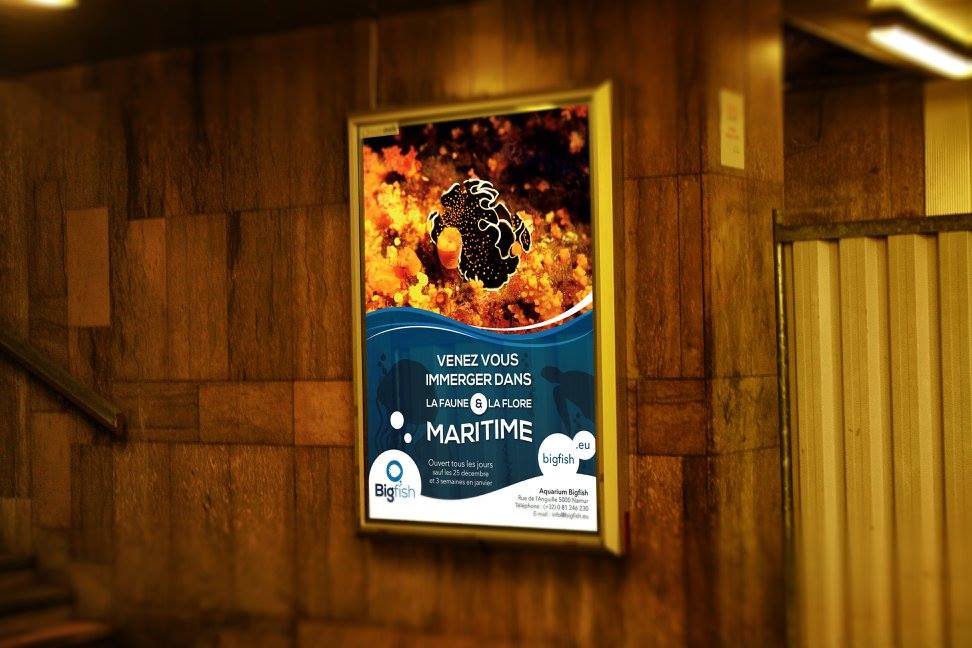 VENEZ VOUS
IMMERGER DANS
LA FAUNE & LA FLORE
MARITIME
Ouvert tous les jours
sauf les 25 décembre
et 3 semaines en janvier
bigfish .eu
Bigfish
Aquarium Bigfish
Rue de l'Anguille 5000 Namur
Téléphone : (+32) 0 81 246 230
E-mail : info@bigfish.eu